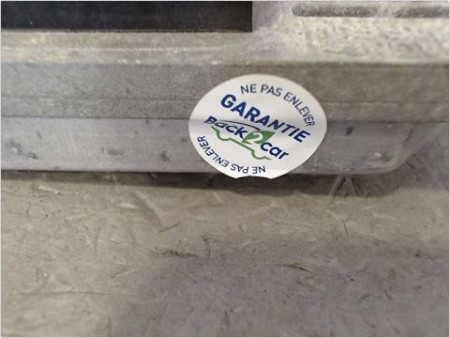 NE PAS ENLEVER
GARANTIE
Back2car
NE PAS ENLEVER